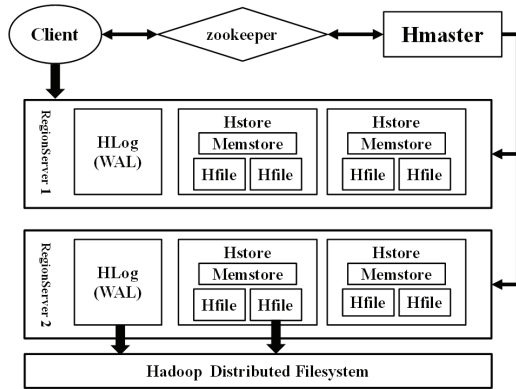 Client
zookeeper
Hmaster
RegionServer 1
HLog
(WAL)
Hstore
Memstore
Hfile
Hfile
Hstore
Memstore
Hfile
Hfile
RegionServer 2
HLog
(WAL)
Hstore
Memstore
Hfile
Hfile
Hstore
Memstore
Hfile
Hfile
Hadoop Distributed Filesystem